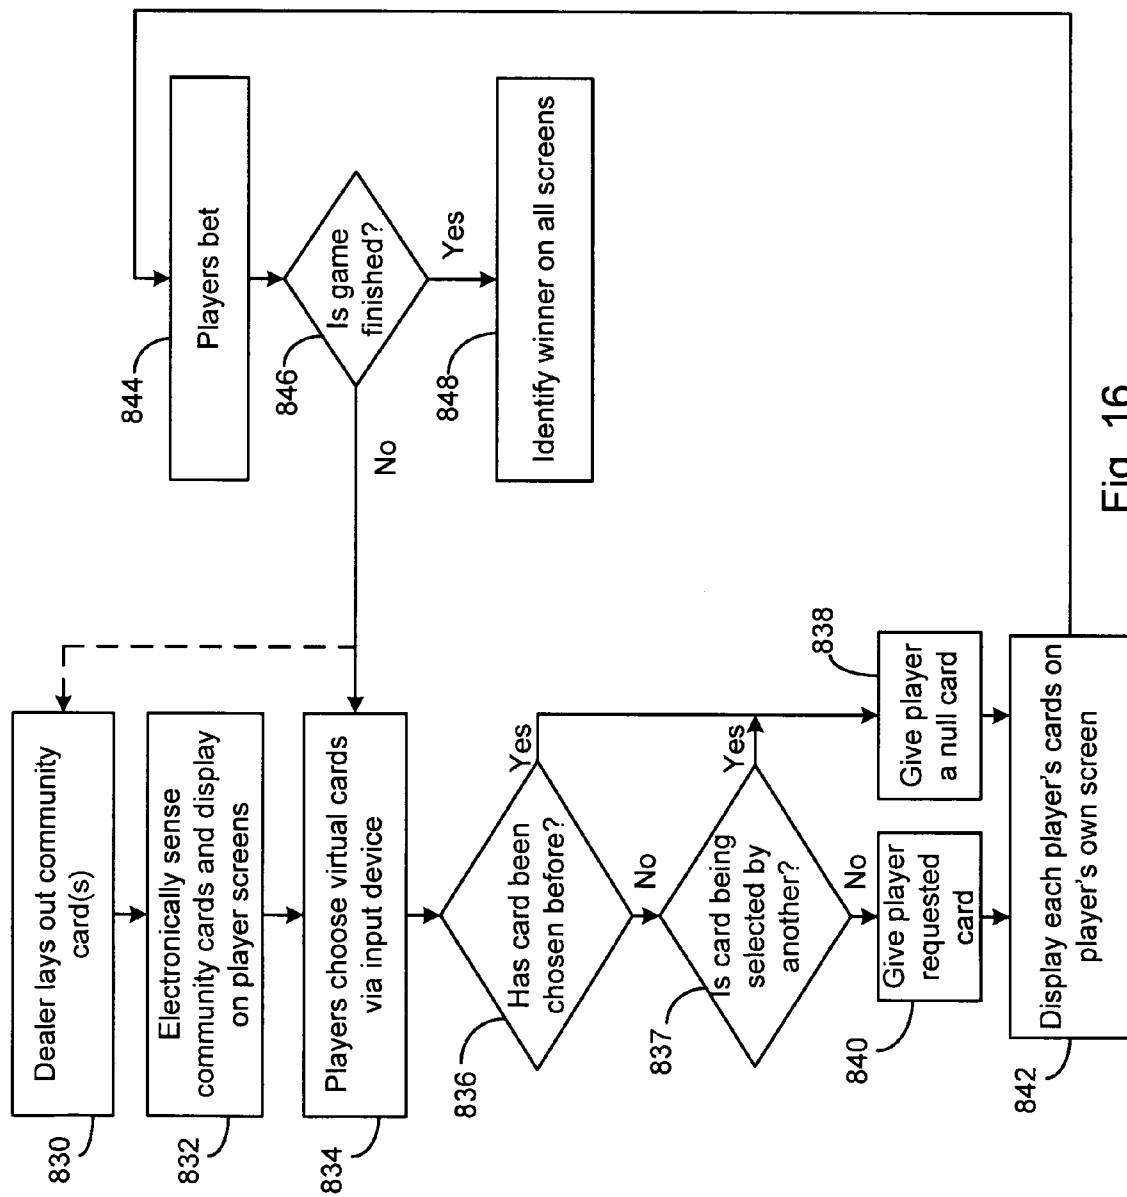 830
Dealer lays out community
card(s)
832
Electronically sense
community cards and display
on player screens
834
Players choose virtual cards
via input device
836
Has card been
chosen before?
Yes
No
837
Is card being
selected by
another?
Yes
No
838
Give player
a null card
840
Give player
requested
card
842
Display each player's cards on
player's own screen
844
Players bet
846
Is game
finished?
No
Yes
848
Identify winner on all screens
Fig. 16